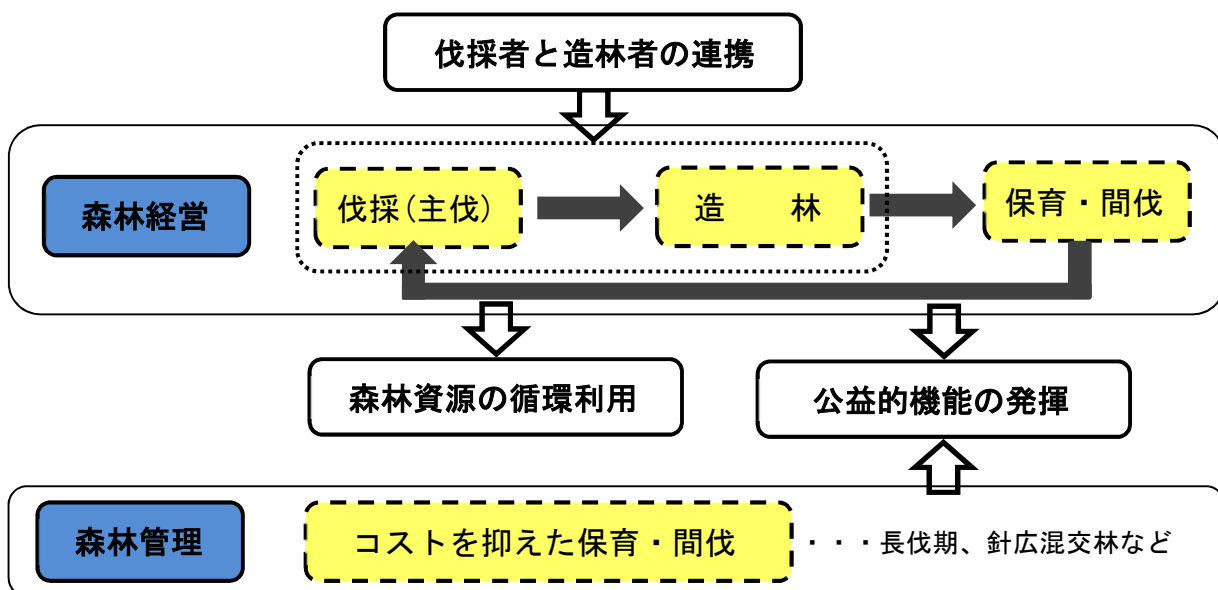 伐採者と造林者の連携
森林経営
伐採(主伐)
造　　林
保育・間伐
森林資源の循環利用
公益的機能の発揮
森林管理
コストを抑えた保育・間伐
・・・長伐期、針広混交林など